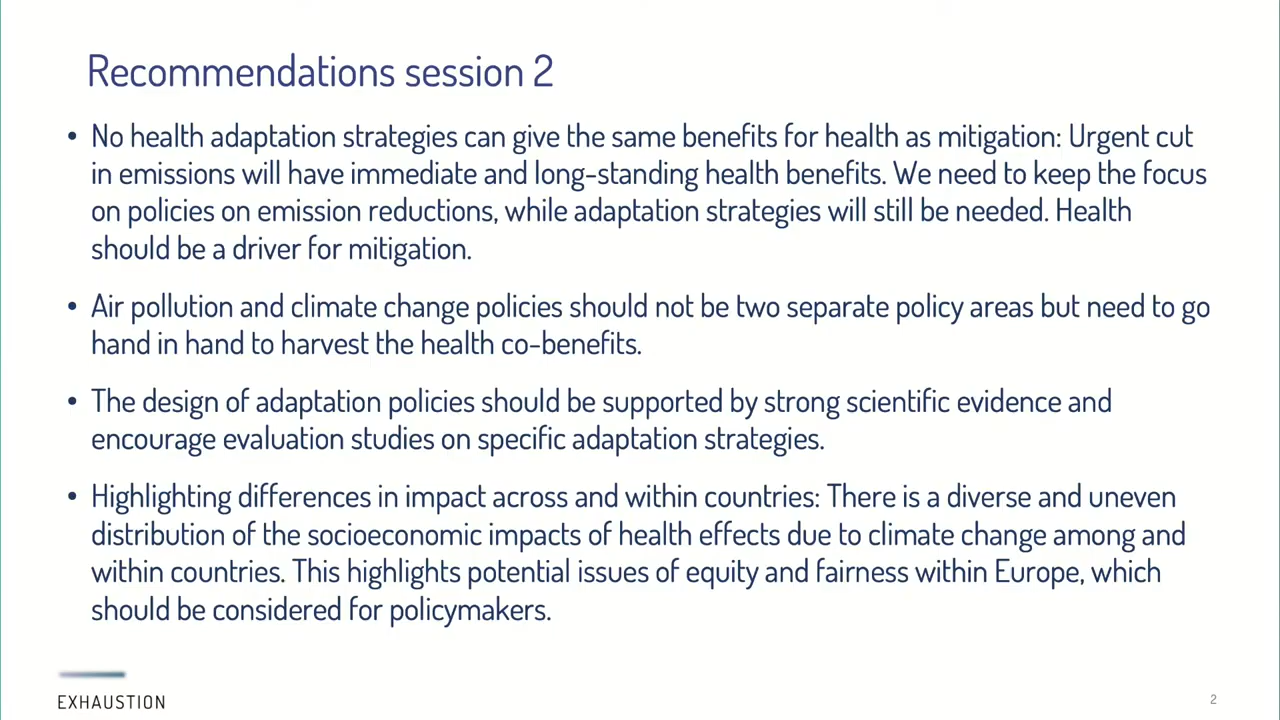 Recommendations session 2
• No health adaptation strategies can give the same benefits for health as mitigation: Urgent cut
in emissions will have immediate and long-standing health benefits. We need to keep the focus
on policies on emission reductions, while adaptation strategies will still be needed. Health
should be a driver for mitigation.
• Air pollution and climate change policies should not be two separate policy areas but need to go
hand in hand to harvest the health co-benefits.
• The design of adaptation policies should be supported by strong scientific evidence and
encourage evaluation studies on specific adaptation strategies.
• Highlighting differences in impact across and within countries: There is a diverse and uneven
distribution of the socioeconomic impacts of health effects due to climate change among and
within countries. This highlights potential issues of equity and fairness within Europe, which
should be considered for policymakers.
EXHAUSTION
2